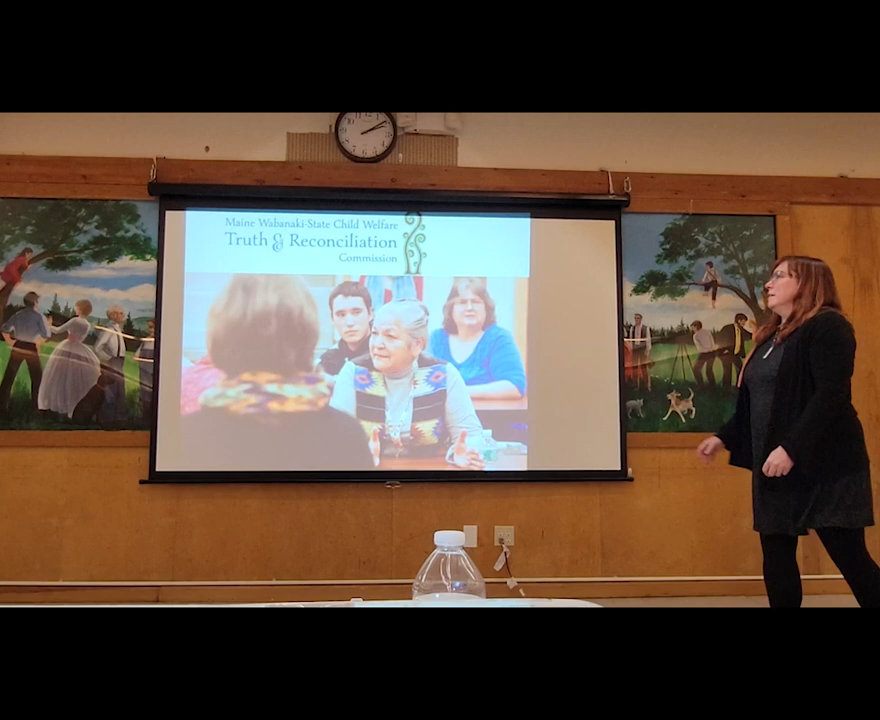 Maine Wabanaki-State Child Welfare
Truth & Reconciliation
Commission